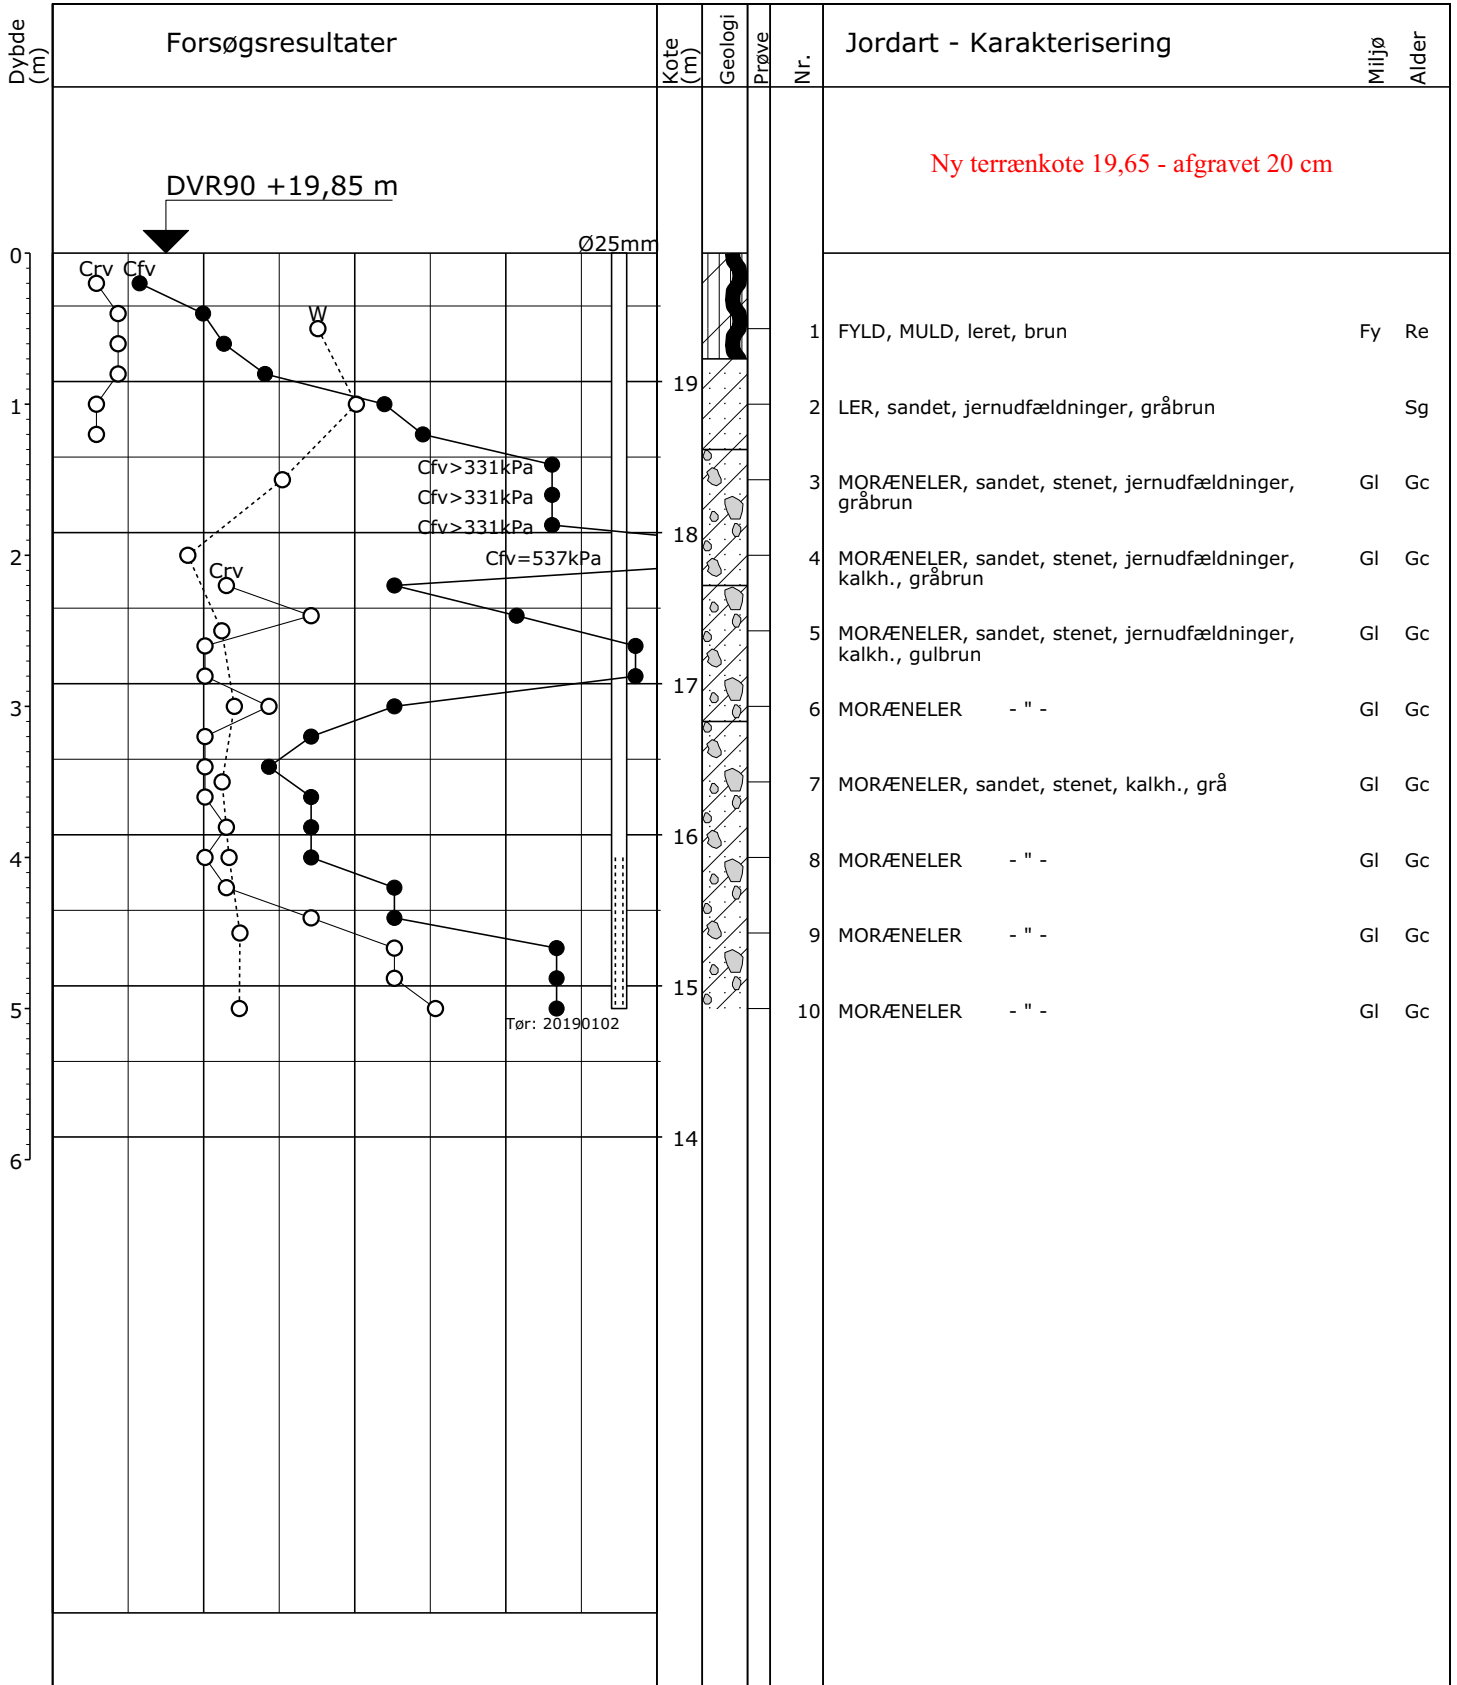 Dybde
(m)
Forsøgsresultater
Kote
(m)
Geologi
Prøve
Nr.
Jordart - Karakterisering
Miljø
Alder
Ny terrænkote 19,65 - afgravet 20 cm
DVR90 +19,85 m
Ø25mm
0
Crv Cfv
W
1 FYLD, MULD, leret, brun Fy Re
19
1
2 LER, sandet, jernudfældninger, gråbrun Sg
Cfv>331kPa
3 MORÆNELER, sandet, stenet, jernudfældninger, Gl Gc
gråbrun
Cfv>331kPa
Cfv>331kPa
18
2
Cfv=537kPa
4 MORÆNELER, sandet, stenet, jernudfældninger, Gl Gc
kalkh., gråbrun
Crv
5 MORÆNELER, sandet, stenet, jernudfældninger, Gl Gc
kalkh., gulbrun
17
3
6 MORÆNELER - " - Gl Gc
7 MORÆNELER, sandet, stenet, kalkh., grå Gl Gc
16
4
8 MORÆNELER - " - Gl Gc
9 MORÆNELER - " - Gl Gc
15
5
10 MORÆNELER - " - Gl Gc
Tør: 20190102
14
6